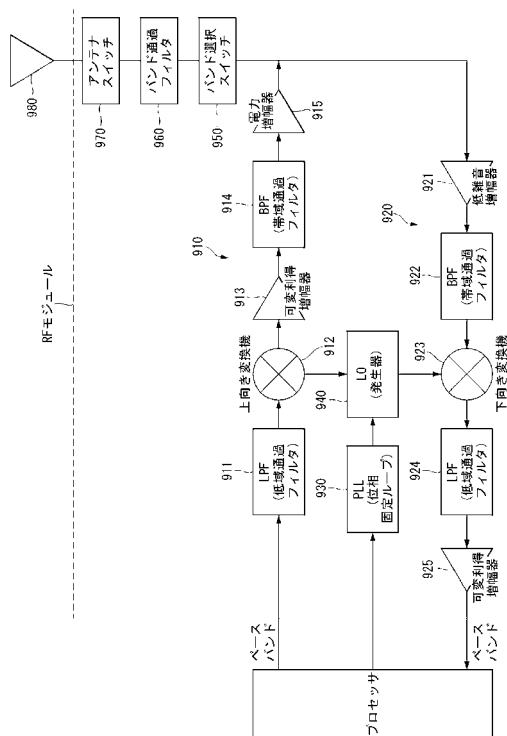 980
RFモジュール
アンテナ
スイッチ
970
バンド通過
フィルタ
960
バンド選択
スイッチ
950
電力
増幅器
915
914
BPF
(帯域通過
フィルタ)
910
913
可変利得
増幅器
上向き変換機
912
911
LPF
(低域通過
フィルタ)
ベース
バンド
LO
(発生器)
940
PLL
(位相
固定ループ)
930
プロセッサ
921
低雑音
増幅器
920
922
BPF
(帯域通過
フィルタ)
923
下向き変換機
924
LPF
(低域通過
フィルタ)
925
可変利得
増幅器
ベース
バンド